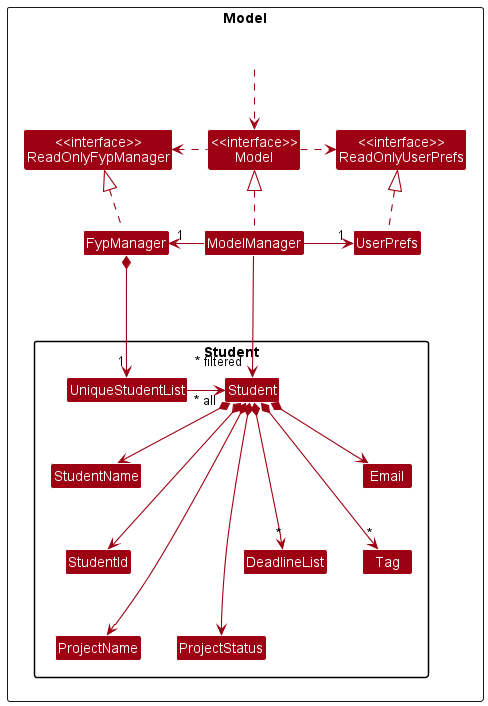 Model
<<interface>>
ReadOnlyFypManager
<<interface>>
Model
<<interface>>
ReadOnlyUserPrefs
FypManager
1
ModelManager
1
UserPrefs
Student
1
* filtered
UniqueStudentList
* all
Student
StudentName
Email
StudentId
*
DeadlineList
*
Tag
ProjectName
ProjectStatus